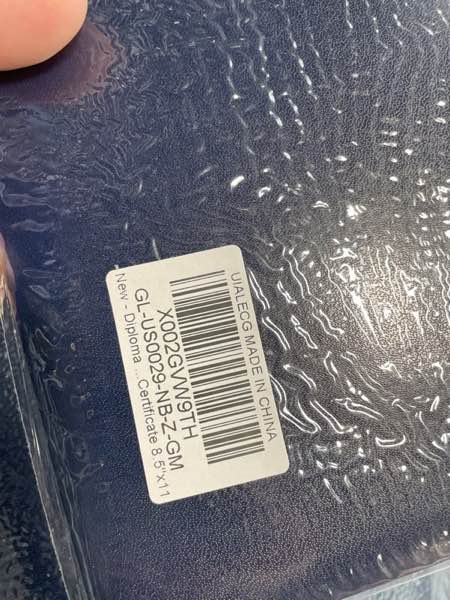 UIALECG MADE IN CHINA
X002GVW9TH
GL-US0029-NB-Z-GM
New - Diploma ...Certificate 8.5"x11